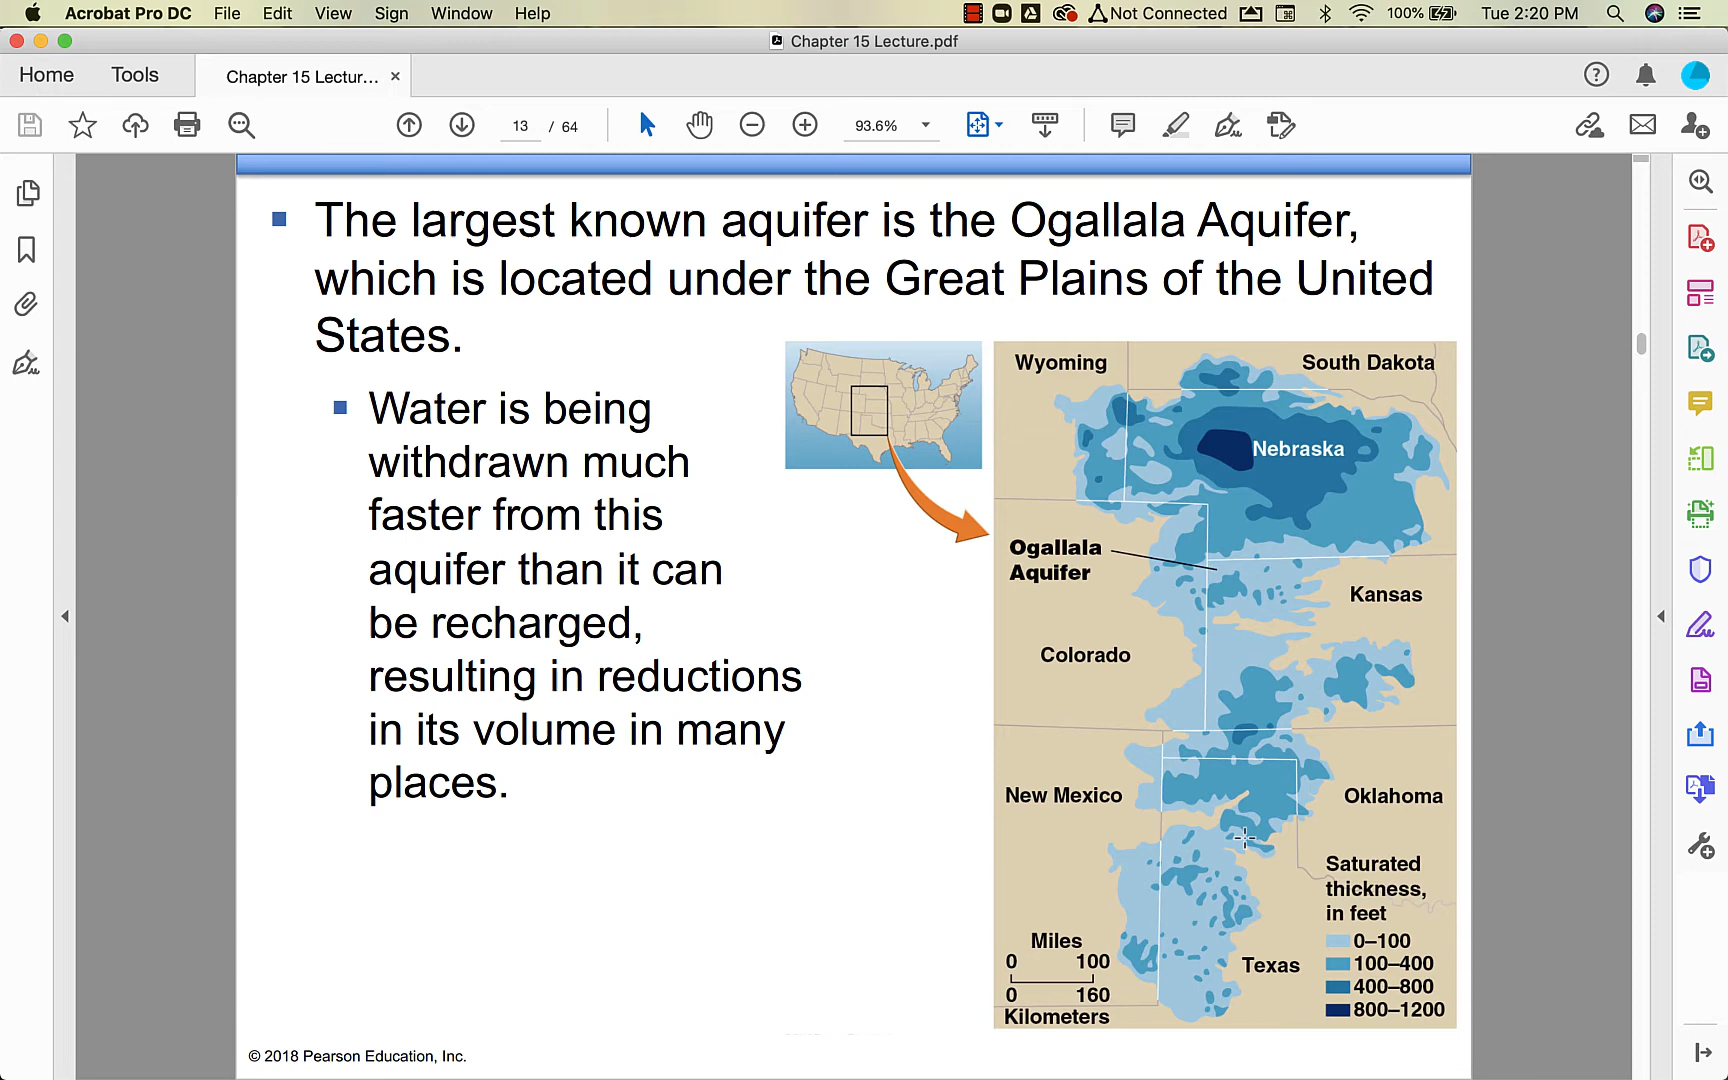 Acrobat Pro DC File Edit View Sign Window Help Not Connected 100% Tue 2:20 PM
Chapter 15 Lecture.pdf
Home Tools Chapter 15 Lectur... ×
13 / 64 93.6%
The largest known aquifer is the Ogallala Aquifer,
which is located under the Great Plains of the United
States.
Water is being
withdrawn much
faster from this
aquifer than it can
be recharged,
resulting in reductions
in its volume in many
places.
Wyoming
South Dakota
Nebraska
Ogallala
Aquifer
Kansas
Colorado
New Mexico
Oklahoma
Texas
Saturated
thickness,
in feet
0–100
100–400
400–800
800–1200
Miles
0 100
0 160
Kilometers
© 2018 Pearson Education, Inc.